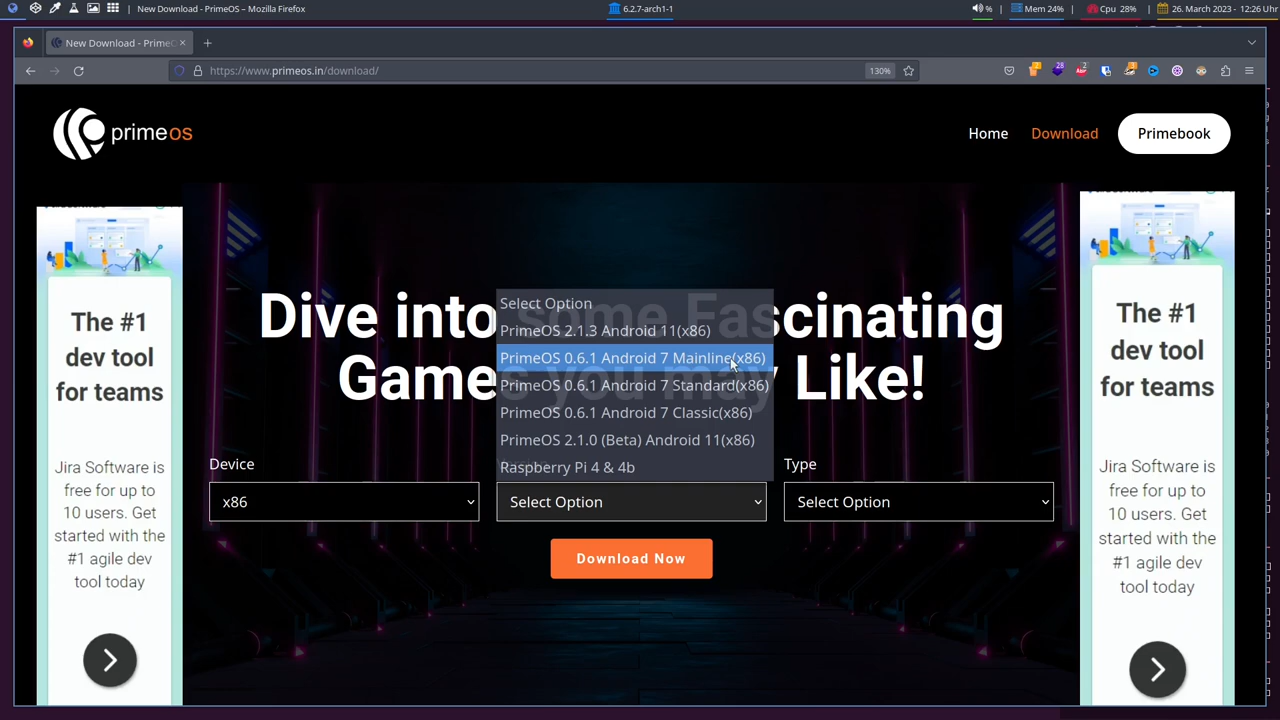 New Download - PrimeOS – Mozilla Firefox
6.2.7-arch1-1
%
Mem 24%
Cpu 28%
26. March 2023 - 12:26 Uhr
New Download - PrimeO
https://www.primeos.in/download/
130%
28
primeos
Home
Download
Primebook
Dive into some Fascinating
Games you may Like!
Select Option
PrimeOS 2.1.3 Android 11(x86)
PrimeOS 0.6.1 Android 7 Mainline(x86)
PrimeOS 0.6.1 Android 7 Standard(x86)
PrimeOS 0.6.1 Android 7 Classic(x86)
PrimeOS 2.1.0 (Beta) Android 11(x86)
Raspberry Pi 4 & 4b
Device
Type
x86
Select Option
Select Option
Download Now
The #1
dev tool
for teams
Jira Software is
free for up to
10 users. Get
started with the
#1 agile dev
tool today
The #1
dev tool
for teams
Jira Software is
free for up to
10 users. Get
started with the
#1 agile dev
tool today